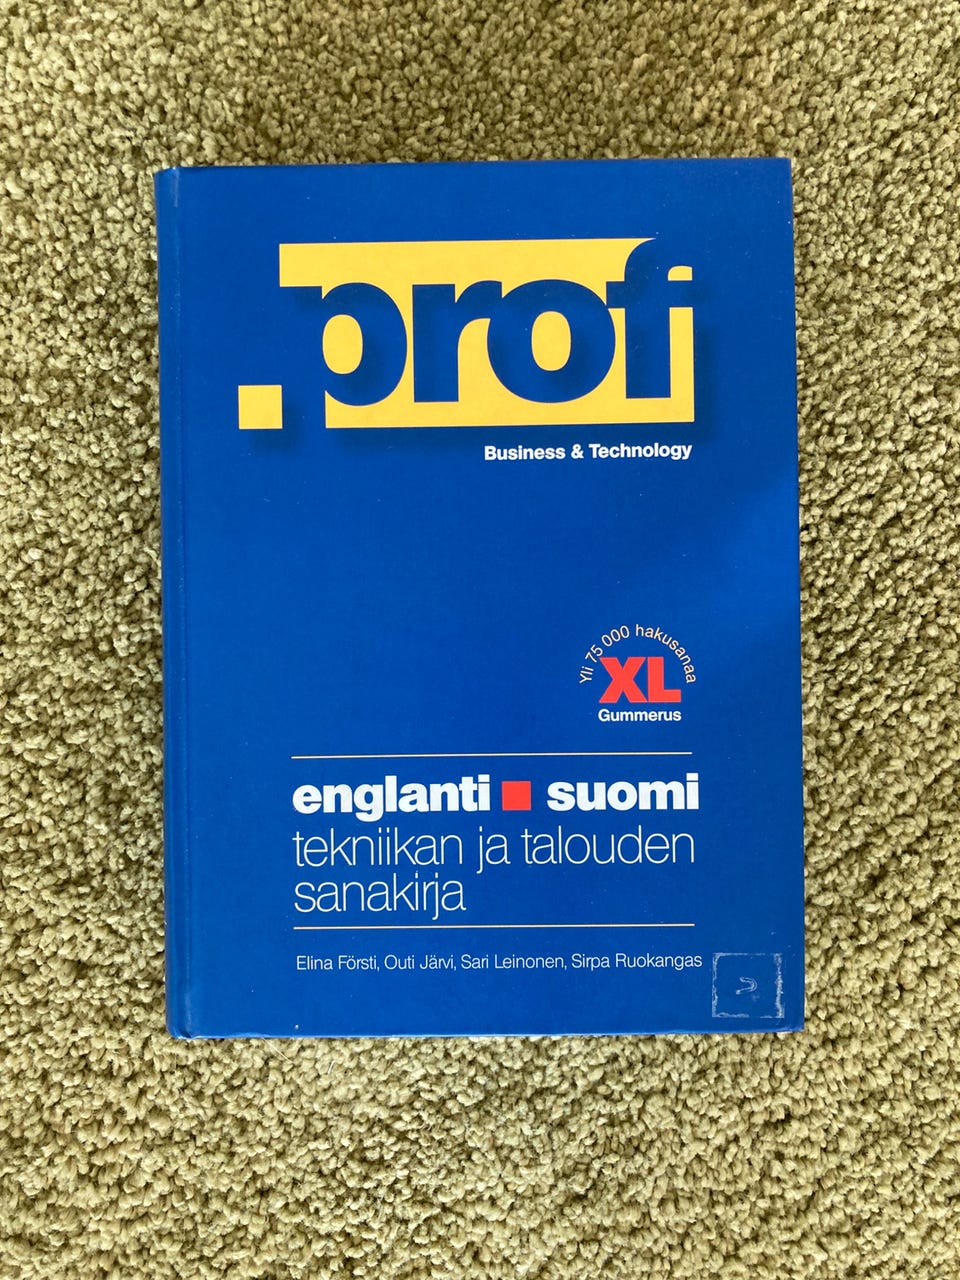 .prof
Business & Technology
Yli 75 000 hakusanaa
XL
Gummerus
englanti ■ suomi
tekniikan ja talouden
sanakirja
Elina Försti, Outi Järvi, Sari Leinonen, Sirpa Ruokangas